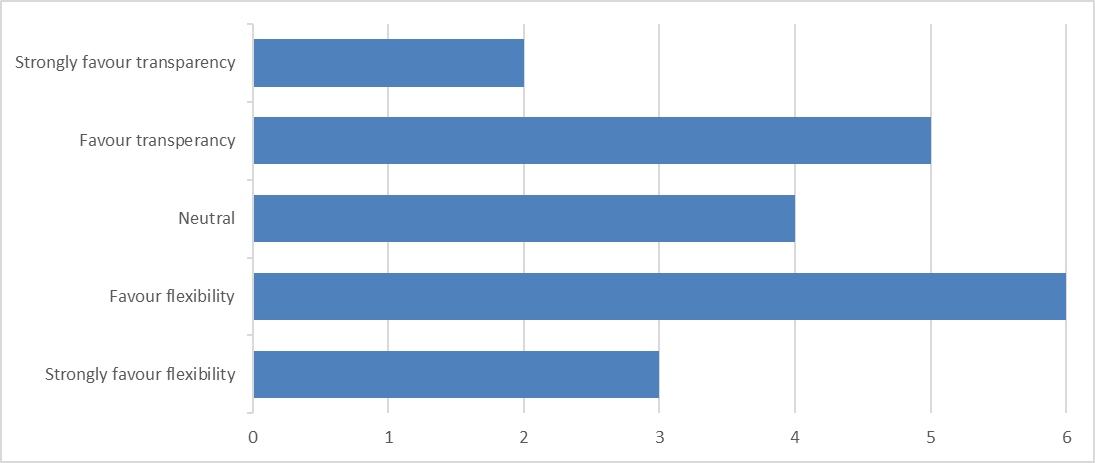 Strongly favour transparency
Favour transperancy
Neutral
Favour flexibility
Strongly favour flexibility
0 1 2 3 4 5 6